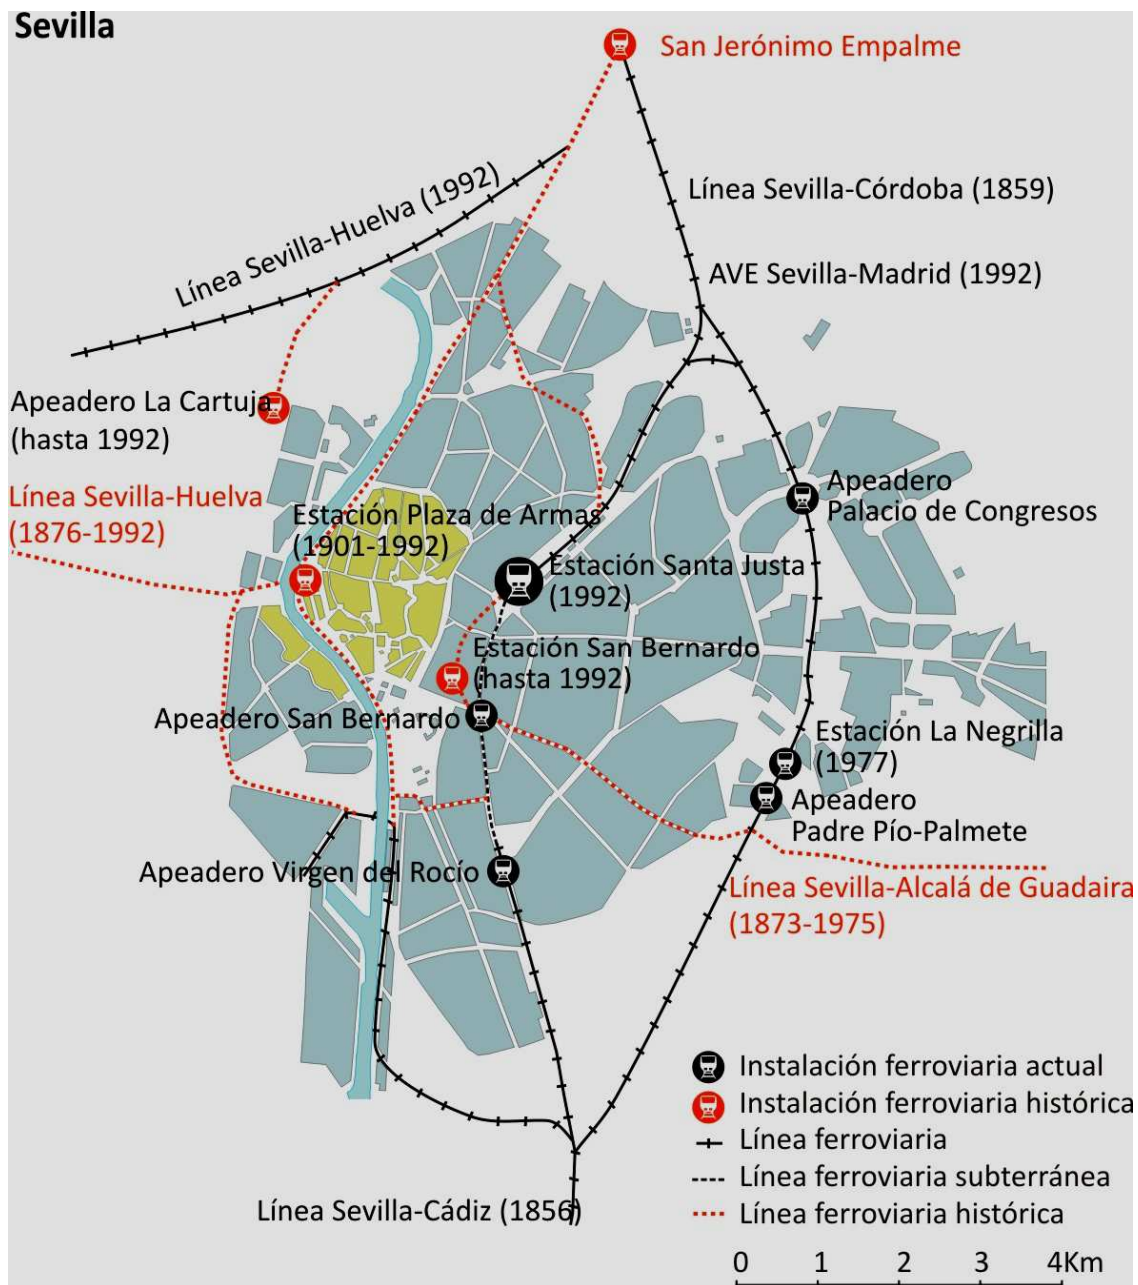 Sevilla
San Jerónimo Empalme
Línea Sevilla-Huelva (1992)
Línea Sevilla-Córdoba (1859)
AVE Sevilla-Madrid (1992)
Apeadero La Cartuja
(hasta 1992)
Línea Sevilla-Huelva
(1876-1992)
Estación Plaza de Armas
(1901-1992)
Apeadero
Palacio de Congresos
Estación Santa Justa
(1992)
Estación San Bernardo
(hasta 1992)
Apeadero San Bernardo
Estación La Negrilla
(1977)
Apeadero
Padre Pío-Palmete
Apeadero Virgen del Rocío
Línea Sevilla-Alcalá de Guadaira
(1873-1975)
Línea Sevilla-Cádiz (1856)
Instalación ferroviaria actual
Instalación ferroviaria histórica
Línea ferroviaria
Línea ferroviaria subterránea
Línea ferroviaria histórica
0 1 2 3 4Km